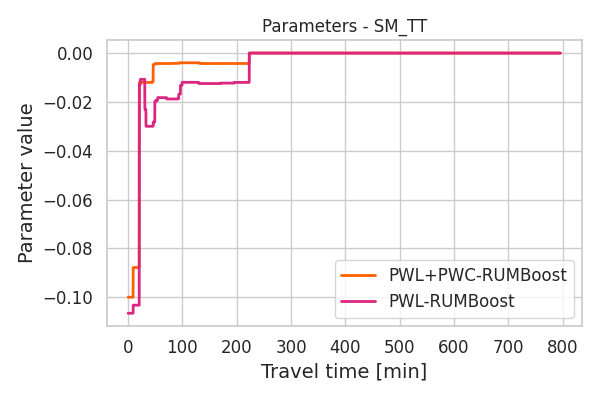 Parameters - SM_TT
Parameter value
0.00
−0.02
−0.04
−0.06
−0.08
−0.10
PWL+PWC-RUMBoost
PWL-RUMBoost
0 100 200 300 400 500 600 700 800
Travel time [min]